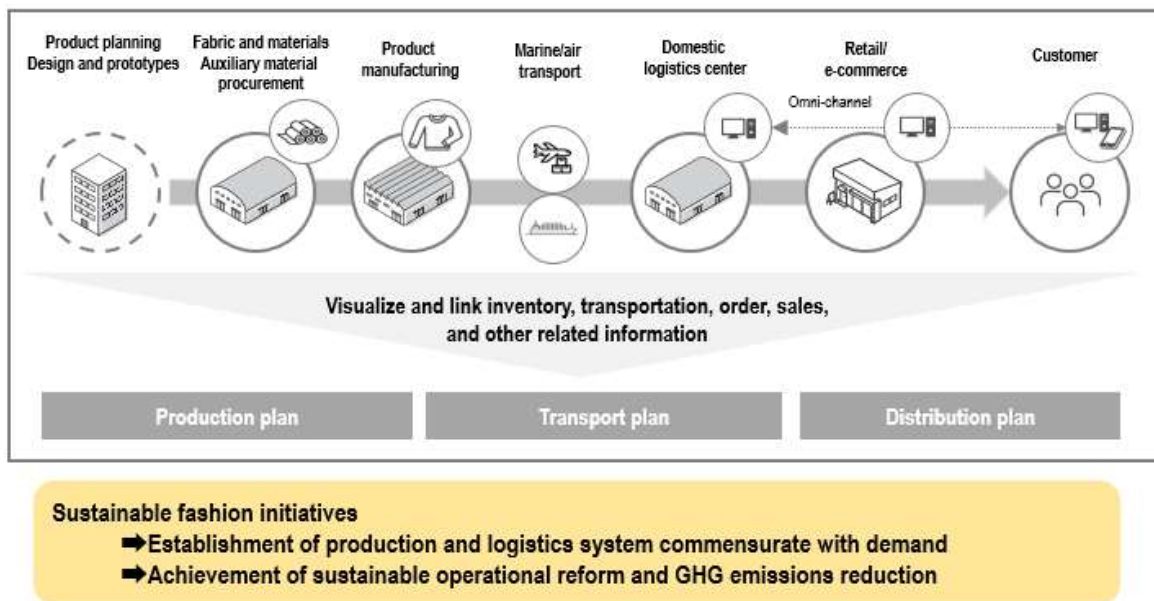 Product planning
Design and prototypes
Fabric and materials
Auxiliary material
procurement
Product
manufacturing
Marine/air
transport
Domestic
logistics center
Retail/
e-commerce
Customer
Omni-channel
Visualize and link inventory, transportation, order, sales,
and other related information
Production plan
Transport plan
Distribution plan
Sustainable fashion initiatives
➡Establishment of production and logistics system commensurate with demand
➡Achievement of sustainable operational reform and GHG emissions reduction